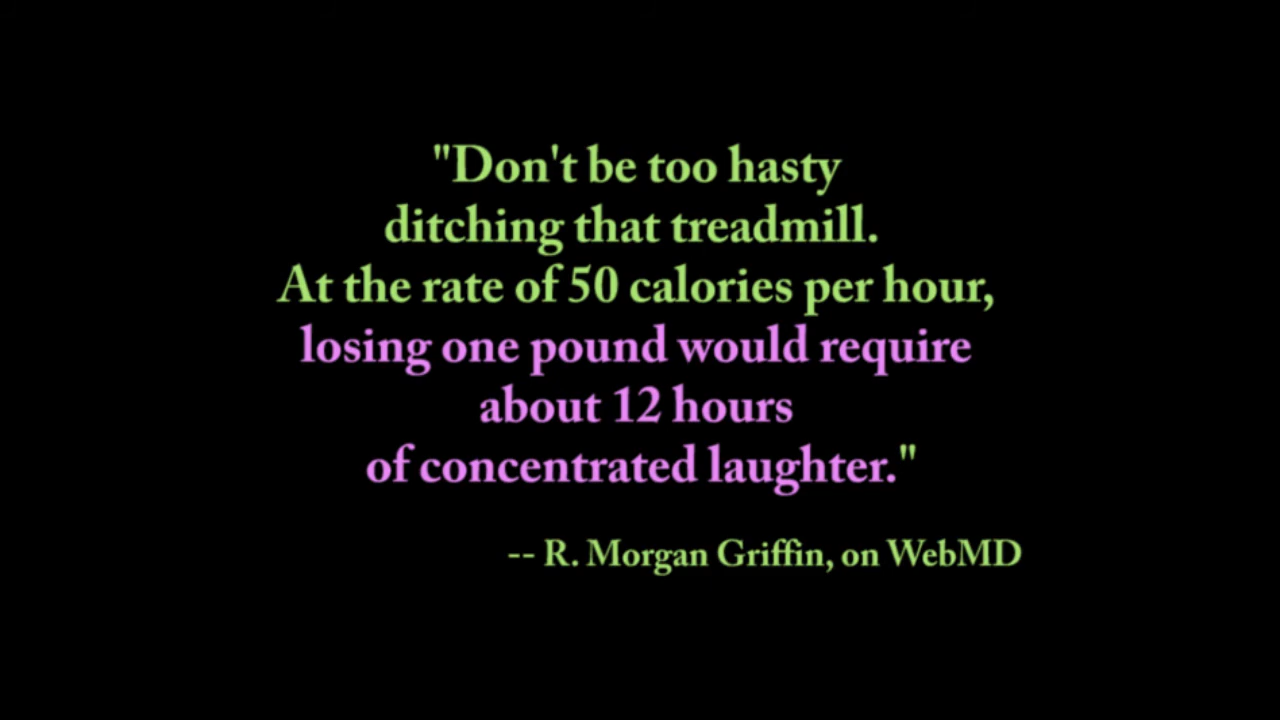 "Don't be too hasty
ditching that treadmill.
At the rate of 50 calories per hour,
losing one pound would require
about 12 hours
of concentrated laughter."
-- R. Morgan Griffin, on WebMD